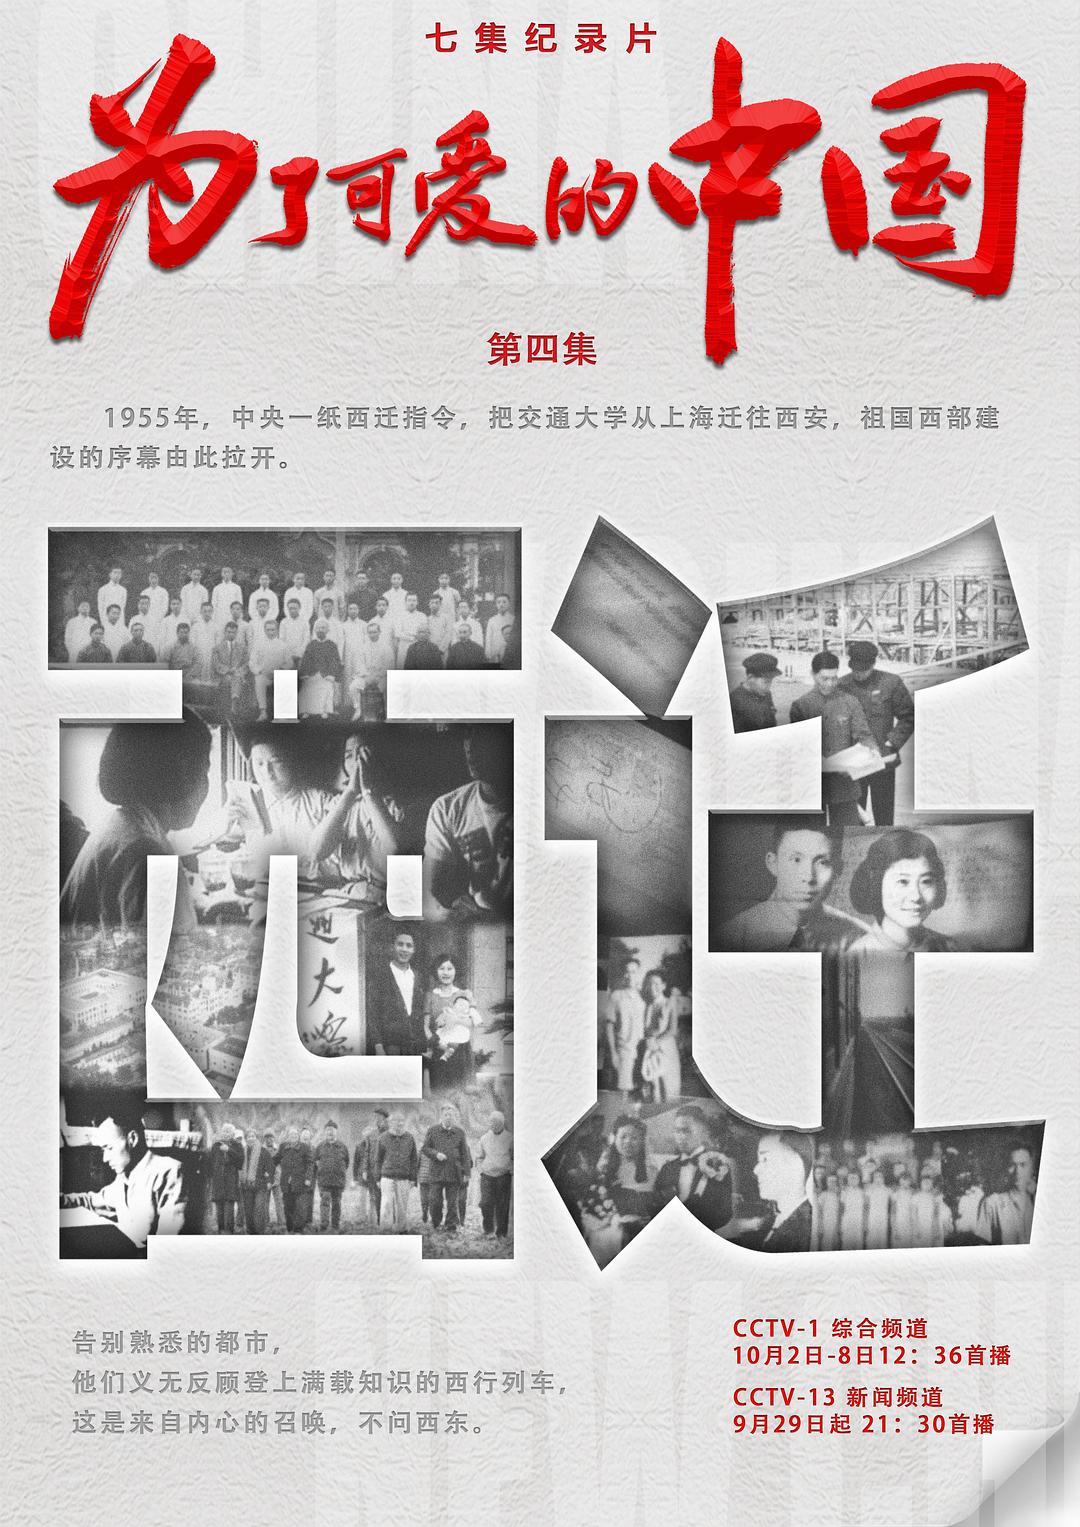 七集纪录片
为了可爱的中国
第四集
1955年，中央一纸西迁指令，把交通大学从上海迁往西安，祖国西部建
设的序幕由此拉开。
西迁
大学
告别熟悉的都市，
他们义无反顾登上满载知识的西行列车，
这是来自内心的召唤，不问西东。
CCTV-1 综合频道
10月2日-8日12：36首播
CCTV-13 新闻频道
9月29日起 21：30首播